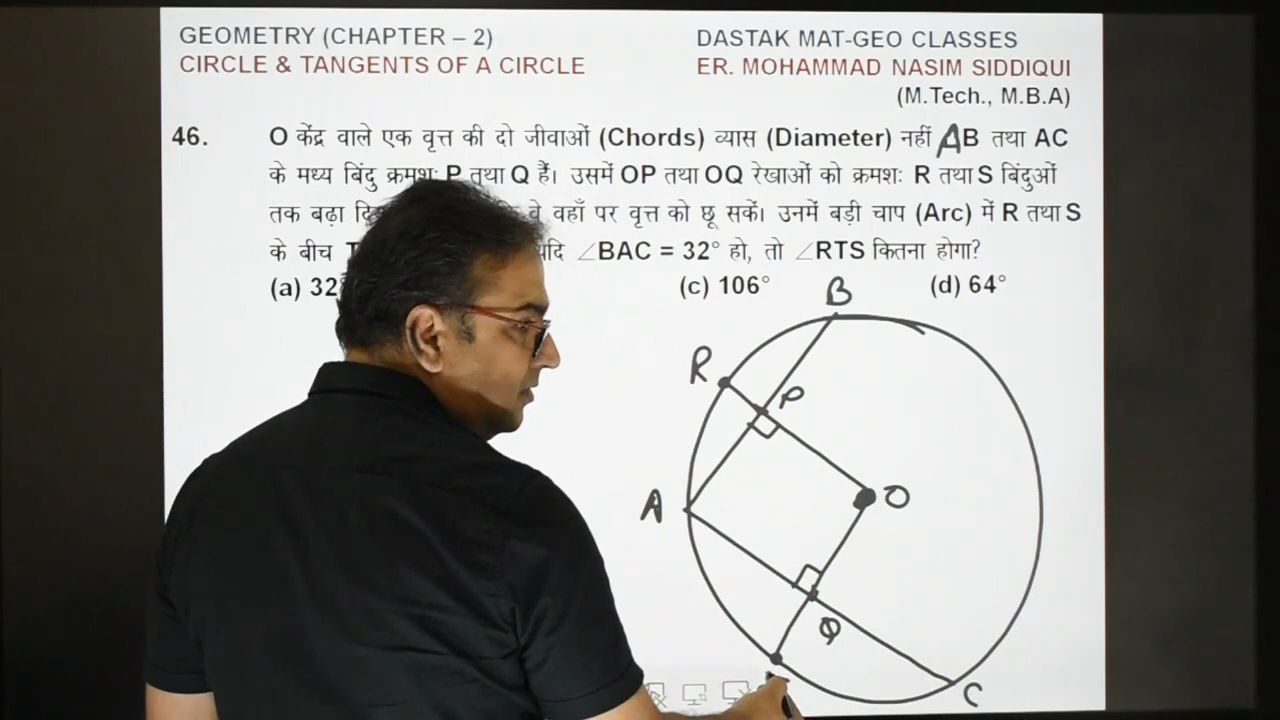 GEOMETRY (CHAPTER – 2)
CIRCLE & TANGENTS OF A CIRCLE
DASTAK MAT-GEO CLASSES
ER. MOHAMMAD NASIM SIDDIQUI
(M.Tech., M.B.A)
46. O केंद्र वाले एक वृत्त की दो जीवाओं (Chords) व्यास (Diameter) नहीं AB तथा AC
के मध्य बिंदु क्रमशः P तथा Q हैं। उसमें OP तथा OQ रेखाओं को क्रमशः R तथा S बिंदुओं
तक बढ़ा वे वहाँ पर वृत्त को छू सकें। उनमें बड़ी चाप (Arc) में R तथा S
के बीच ∠BAC = 32° हो, तो ∠RTS कितना होगा?
(a) 32 (c) 106° (d) 64°
B
R
P
A
O
Q
C